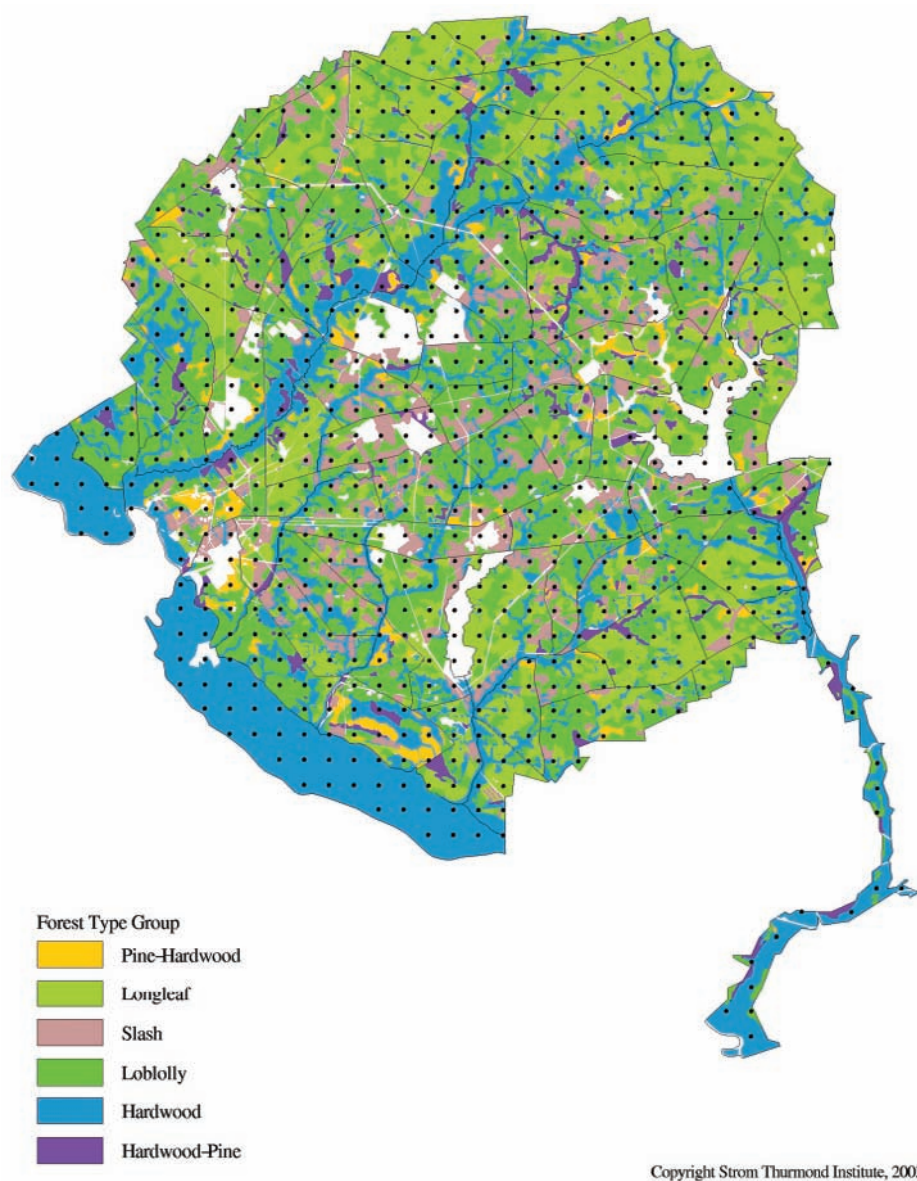 Forest Type Group
Pine-Hardwood
Longleaf
Slash
Loblolly
Hardwood
Hardwood-Pine
Copyright Strom Thurmond Institute,